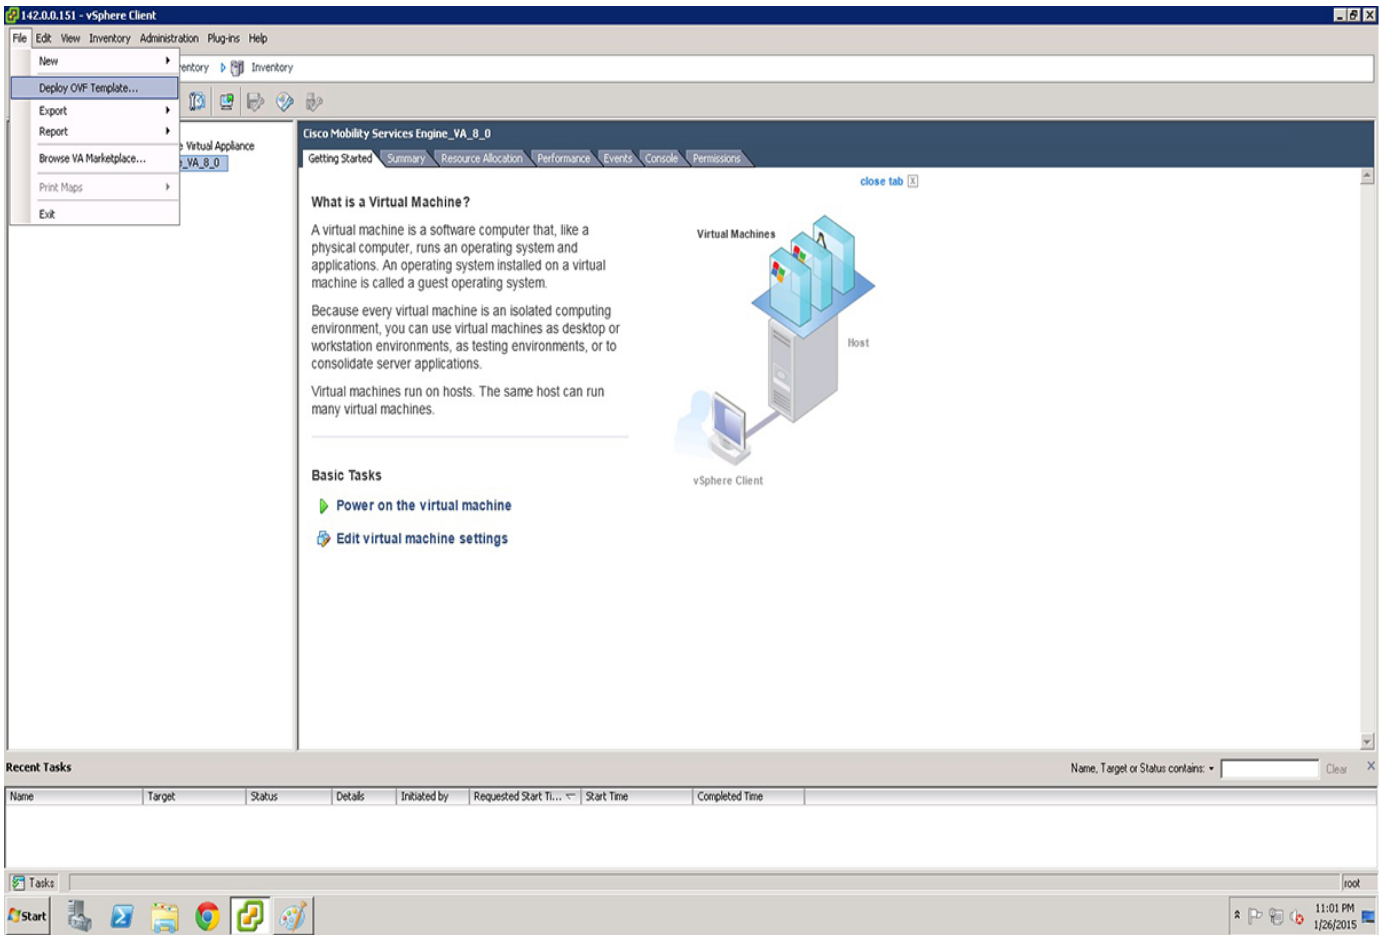 142.0.0.151 - vSphere Client
File Edit View Inventory Administration Plug-ins Help
New
entory Inventory
Deploy OVF Template...
Export
Report
Browse VA Marketplace...
Print Maps
Exit
Virtual Appliance
_VA_8_0
Cisco Mobility Services Engine_VA_8_0
Getting Started Summary Resource Allocation Performance Events Console Permissions
close tab X
What is a Virtual Machine?
A virtual machine is a software computer that, like a
physical computer, runs an operating system and
applications. An operating system installed on a virtual
machine is called a guest operating system.
Because every virtual machine is an isolated computing
environment, you can use virtual machines as desktop or
workstation environments, as testing environments, or to
consolidate server applications.
Virtual machines run on hosts. The same host can run
many virtual machines.
Basic Tasks
Power on the virtual machine
Edit virtual machine settings
Virtual Machines
Host
vSphere Client
Recent Tasks
Name, Target or Status contains: Clear
Name Target Status Details Initiated by Requested Start Ti... Start Time Completed Time
Tasks
root
Start
11:01 PM
1/26/2015